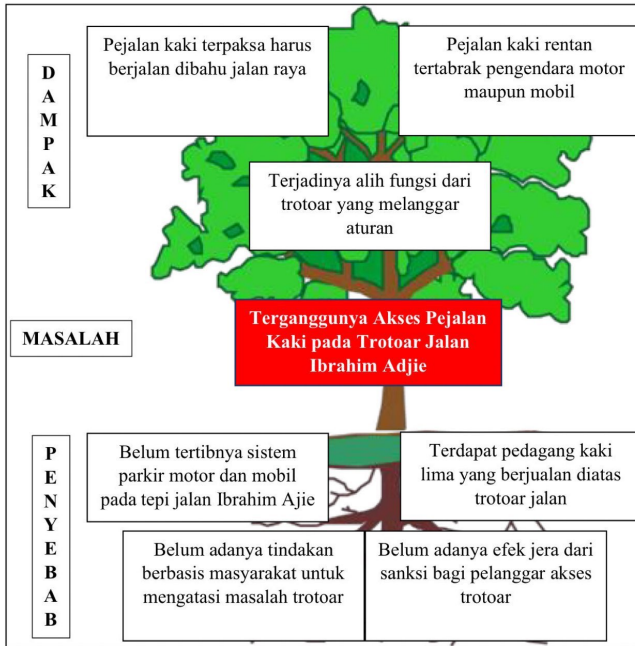 DAMPAK
Pejalan kaki terpaksa harus
berjalan dibahu jalan raya
Pejalan kaki rentan
tertabrak pengendara motor
maupun mobil
Terjadinya alih fungsi dari
trotoar yang melanggar
aturan
MASALAH
Terganggunya Akses Pejalan
Kaki pada Trotoar Jalan
Ibrahim Adjie
PENYEBAB
Belum tertibnya sistem
parkir motor dan mobil
pada tepi jalan Ibrahim Ajie
Terdapat pedagang kaki
lima yang berjualan diatas
trotoar jalan
Belum adanya tindakan
berbasis masyarakat untuk
mengatasi masalah trotoar
Belum adanya efek jera dari
sanksi bagi pelanggar akses
trotoar